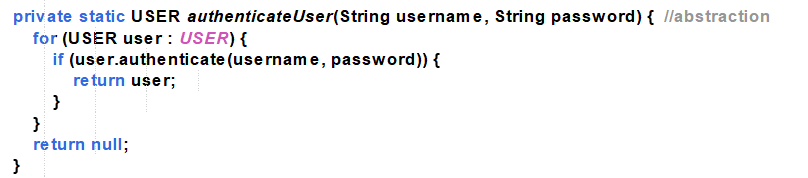 private static USER authenticateUser(String username, String password) { //abstraction
for (USER user : USER) {
if (user.authenticate(username, password)) {
return user;
}
}
return null;
}